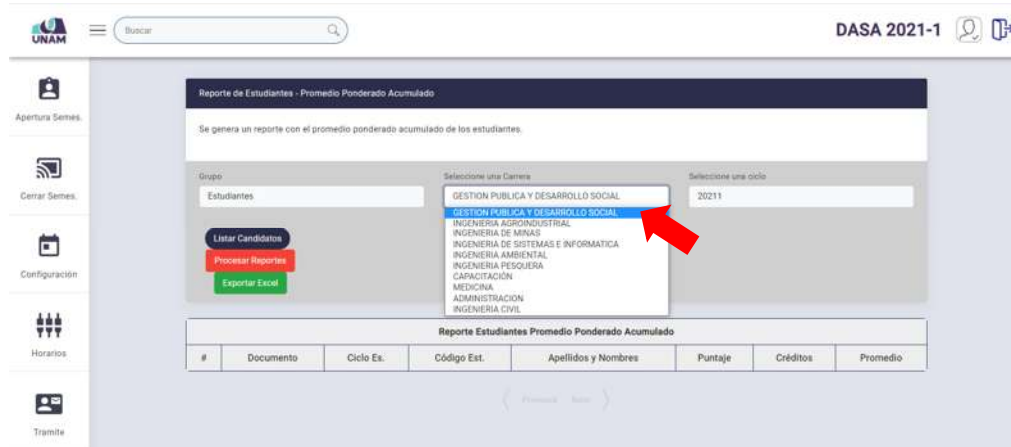 UNAM
Buscar
DASA 2021-1
Apertura Semes.
Cerrar Semes.
Configuración
Horarios
Tramite
Reporte de Estudiantes - Promedio Ponderado Acumulado
Se genera un reporte con el promedio ponderado acumulado de los estudiantes.
Grupo
Estudiantes
Seleccione una Carrera
GESTION PUBLICA Y DESARROLLO SOCIAL
Seleccione una ciclo
20211
GESTION PUBLICA Y DESARROLLO SOCIAL
INGENIERIA AGROINDUSTRIAL
INGENIERIA DE MINAS
INGENIERIA DE SISTEMAS E INFORMATICA
INGENIERIA AMBIENTAL
INGENIERIA PESQUERA
CAPACITACIÓN
MEDICINA
ADMINISTRACION
INGENIERIA CIVIL
Listar Candidatos
Procesar Reportes
Exportar Excel
Reporte Estudiantes Promedio Ponderado Acumulado
# Documento Ciclo Es. Código Est. Apellidos y Nombres Puntaje Créditos Promedio